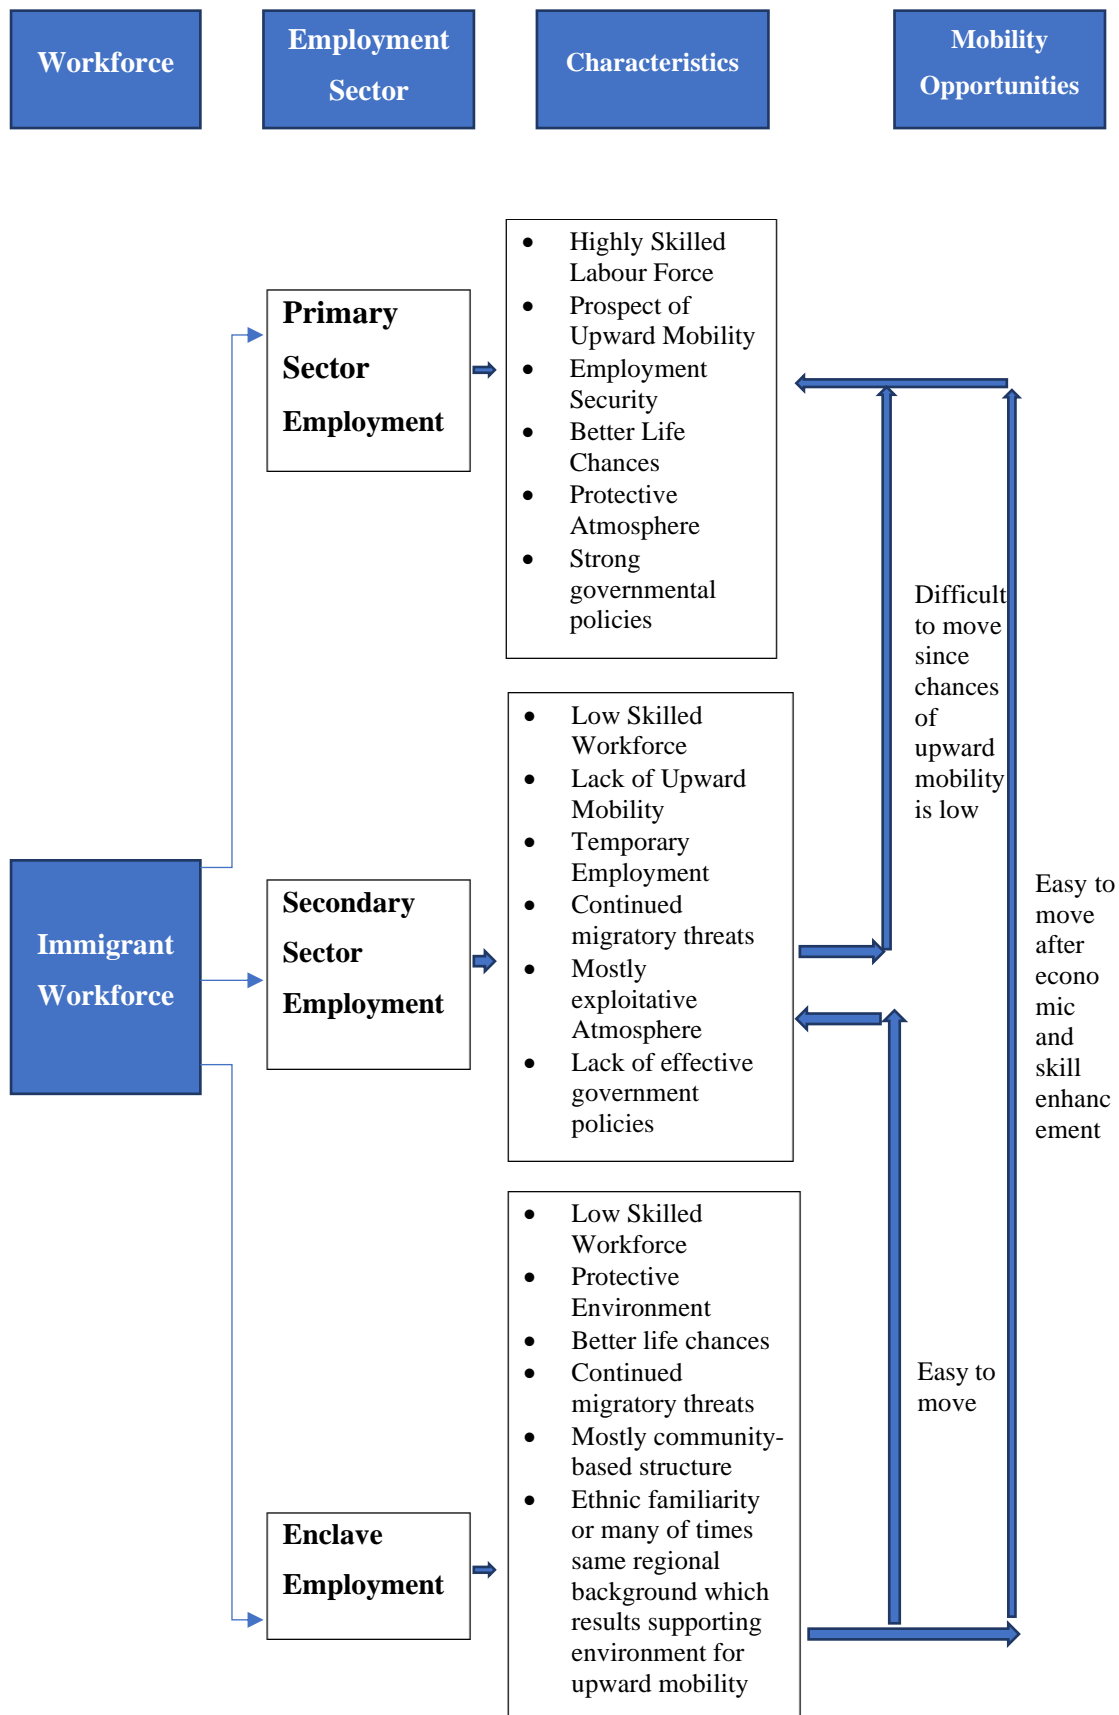 Workforce
Employment
Sector
Characteristics
Mobility
Opportunities
Immigrant
Workforce
Primary
Sector
Employment
• Highly Skilled
Labour Force
• Prospect of
Upward Mobility
• Employment
Security
• Better Life
Chances
• Protective
Atmosphere
• Strong
governmental
policies
Secondary
Sector
Employment
• Low Skilled
Workforce
• Lack of Upward
Mobility
• Temporary
Employment
• Continued
migratory threats
• Mostly
exploitative
Atmosphere
• Lack of effective
government
policies
Enclave
Employment
• Low Skilled
Workforce
• Protective
Environment
• Better life chances
• Continued
migratory threats
• Mostly community-
based structure
• Ethnic familiarity
or many of times
same regional
background which
results supporting
environment for
upward mobility
Difficult
to move
since
chances
of
upward
mobility
is low
Easy to
move
after
econo
mic
and
skill
enhanc
ement
Easy to
move